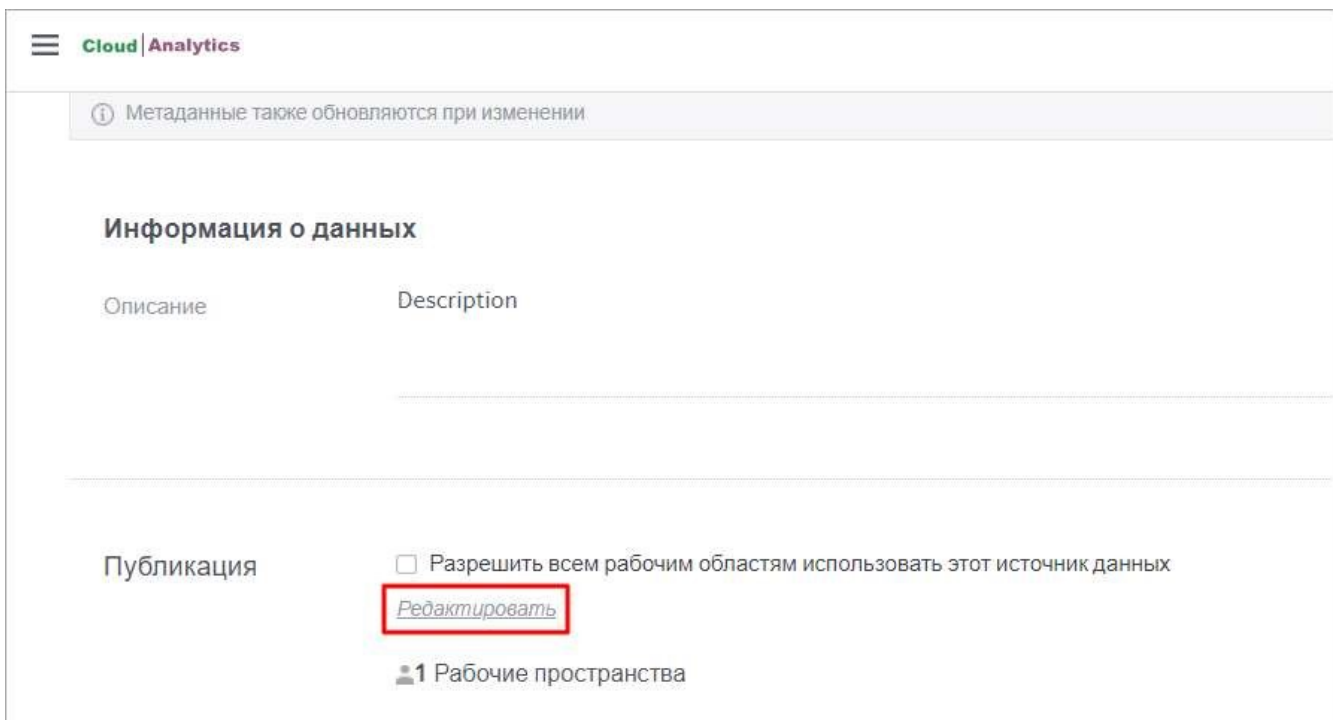 Cloud|Analytics
Метаданные также обновляются при изменении
Информация о данных
Описание
Description
Публикация
Разрешить всем рабочим областям использовать этот источник данных
Редактировать
1 Рабочие пространства